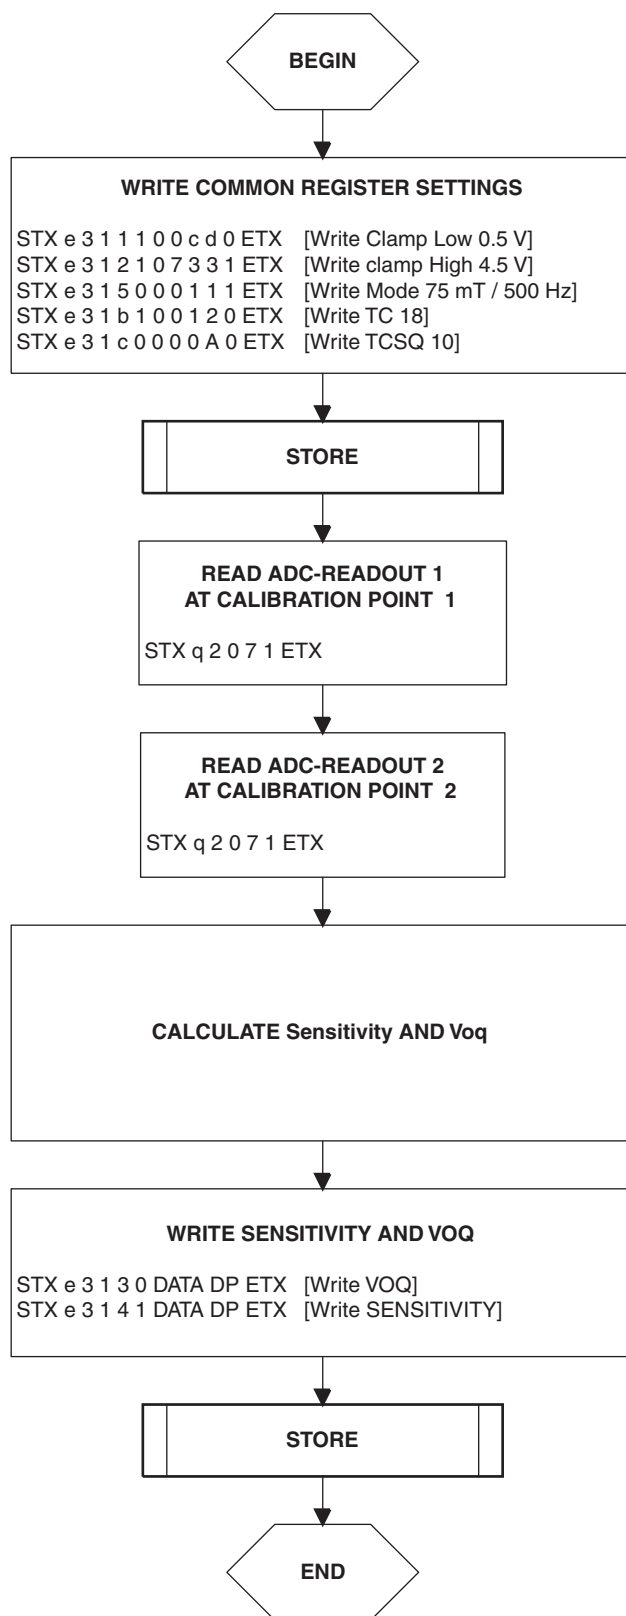 BEGIN
WRITE COMMON REGISTER SETTINGS
STX e 3 1 1 1 0 0 c d 0 ETX [Write Clamp Low 0.5 V]
STX e 3 1 2 1 0 7 3 3 1 ETX [Write clamp High 4.5 V]
STX e 3 1 5 0 0 0 1 1 1 ETX [Write Mode 75 mT / 500 Hz]
STX e 3 1 b 1 0 0 1 2 0 ETX [Write TC 18]
STX e 3 1 c 0 0 0 0 A 0 ETX [Write TCSQ 10]
STORE
READ ADC-READOUT 1
AT CALIBRATION POINT 1
STX q 2 0 7 1 ETX
READ ADC-READOUT 2
AT CALIBRATION POINT 2
STX q 2 0 7 1 ETX
CALCULATE Sensitivity AND Voq
WRITE SENSITIVITY AND VOQ
STX e 3 1 3 0 DATA DP ETX [Write VOQ]
STX e 3 1 4 1 DATA DP ETX [Write SENSITIVITY]
STORE
END